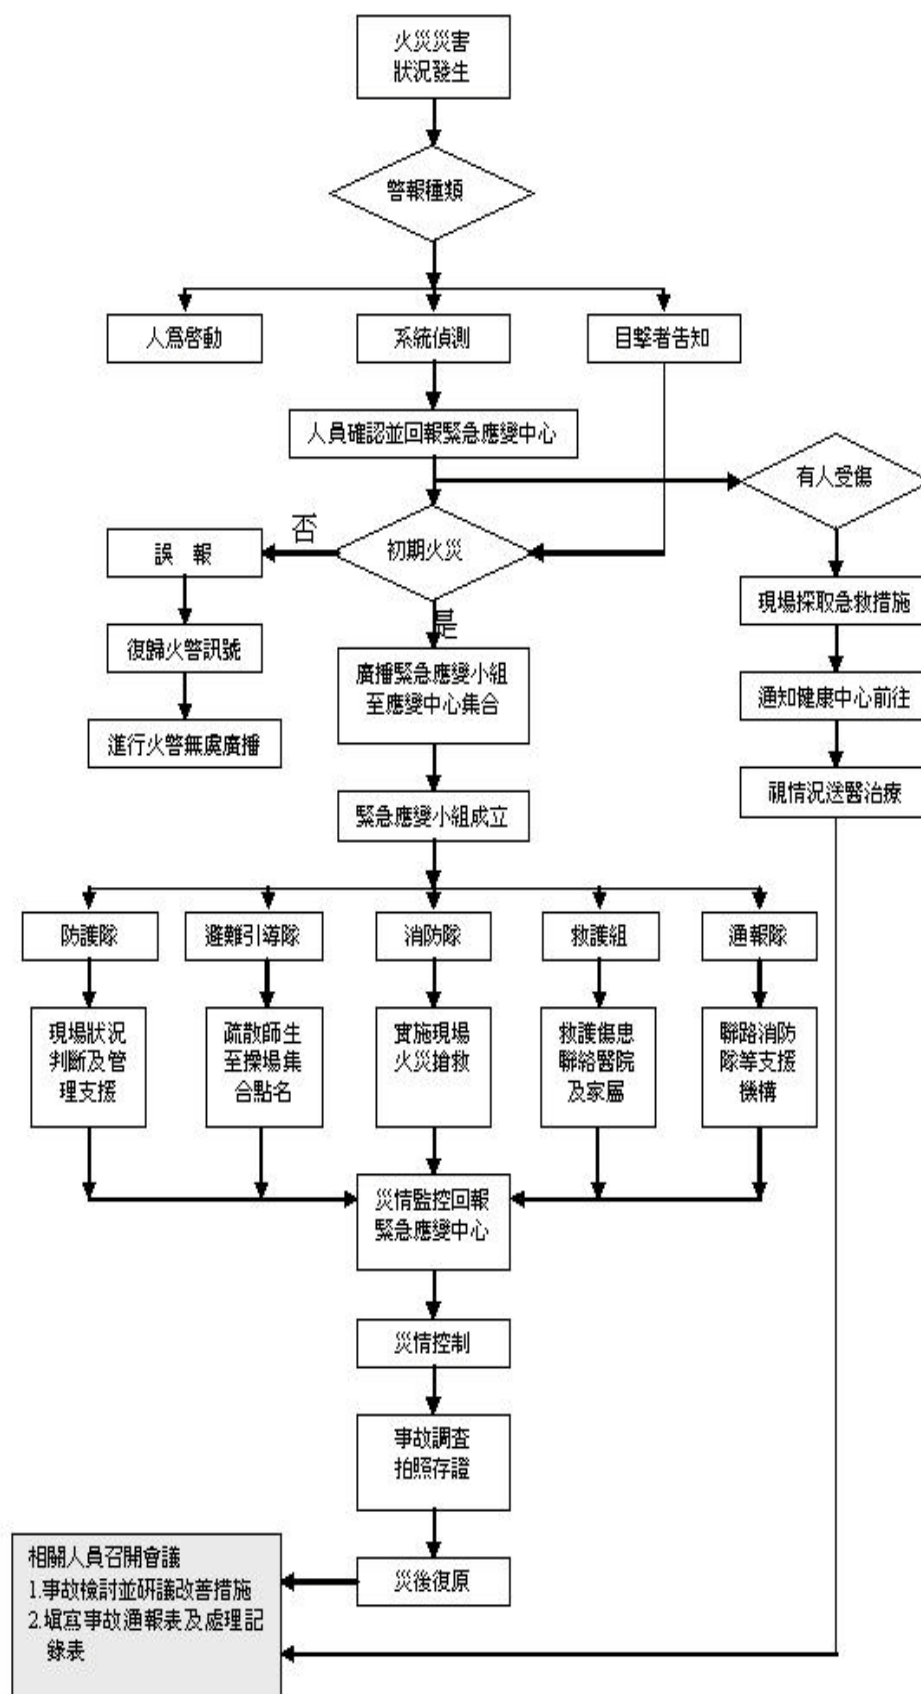 火災災害
狀況發生
警報種類
人爲啓動
系統偵測
目擊者告知
人員確認並回報緊急應變中心
有人受傷
否
誤 報
初期火災
現場採取急救措施
是
復歸火警訊號
廣播緊急應變小組
至應變中心集合
通知健康中心前往
進行火警無處廣播
緊急應變小組成立
視情況送醫治療
防護隊
避難引導隊
消防隊
救護組
通報隊
現場狀況
判斷及管
理支援
疏散師生
至操場集
合點名
實施現場
火災搶救
救護傷患
聯絡醫院
及家屬
聯路消防
隊等支援
機構
災情監控回報
緊急應變中心
災情控制
事故調查
拍照存證
災後復原
相關人員召開會議
1.事故檢討並研議改善措施
2.塡寫事故通報表及處理記
錄表